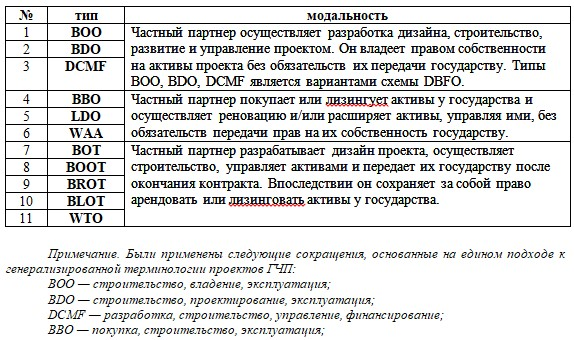 № тип модальность
1 BOO Частный партнер осуществляет разработка дизайна, строительство,
2 BDO развитие и управление проектом. Он владеет правом собственности
3 DCMF на активы проекта без обязательств их передачи государству. Типы
BOO, BDO, DCMF является вариантами схемы DBFO.
4 BBO Частный партнер покупает или лизингует активы у государства и
5 LDO осуществляет реновацию и/или расширяет активы, управляя ими, без
6 WAA обязательств передачи прав на их собственность государству.
7 BOT Частный партнер разрабатывает дизайн проекта, осуществляет
8 BOOT строительство, управляет активами и передает их государству после
9 BROT окончания контракта. Впоследствии он сохраняет за собой право
10 BLOT арендовать или лизинговать активы у государства.
11 WTO
Примечание. Были применены следующие сокращения, основанные на едином подходе к
генерализированной терминологии проектов ГЧП:
BOO — строительство, владение, эксплуатация;
BDO — строительство, проектирование, эксплуатация;
DCMF — разработка, строительство, управление, финансирование;
BBO — покупка, строительство, эксплуатация;